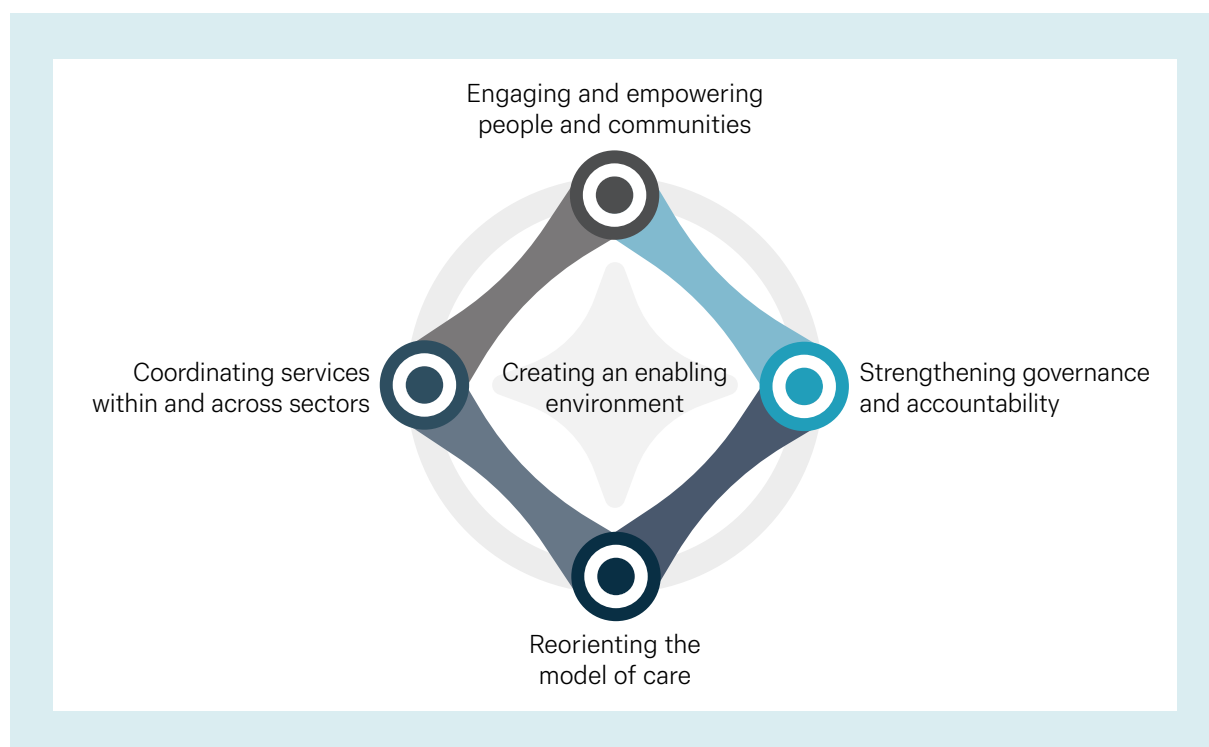 Engaging and empowering
people and communities
Coordinating services
within and across sectors
Creating an enabling
environment
Strengthening governance
and accountability
Reorienting the
model of care